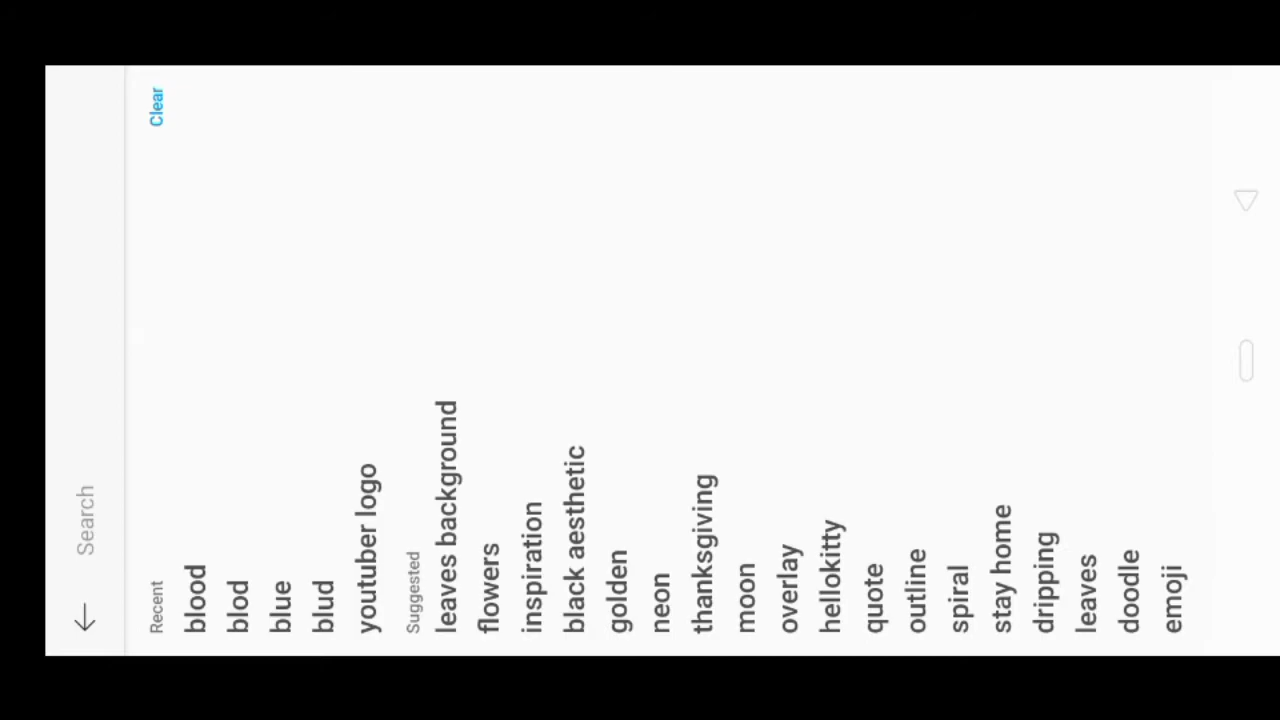 Search
Recent
Clear
blood
blod
blue
blud
youtuber logo
Suggested
leaves background
flowers
inspiration
black aesthetic
golden
neon
thanksgiving
moon
overlay
hellokitty
quote
outline
spiral
stay home
dripping
leaves
doodle
emoji